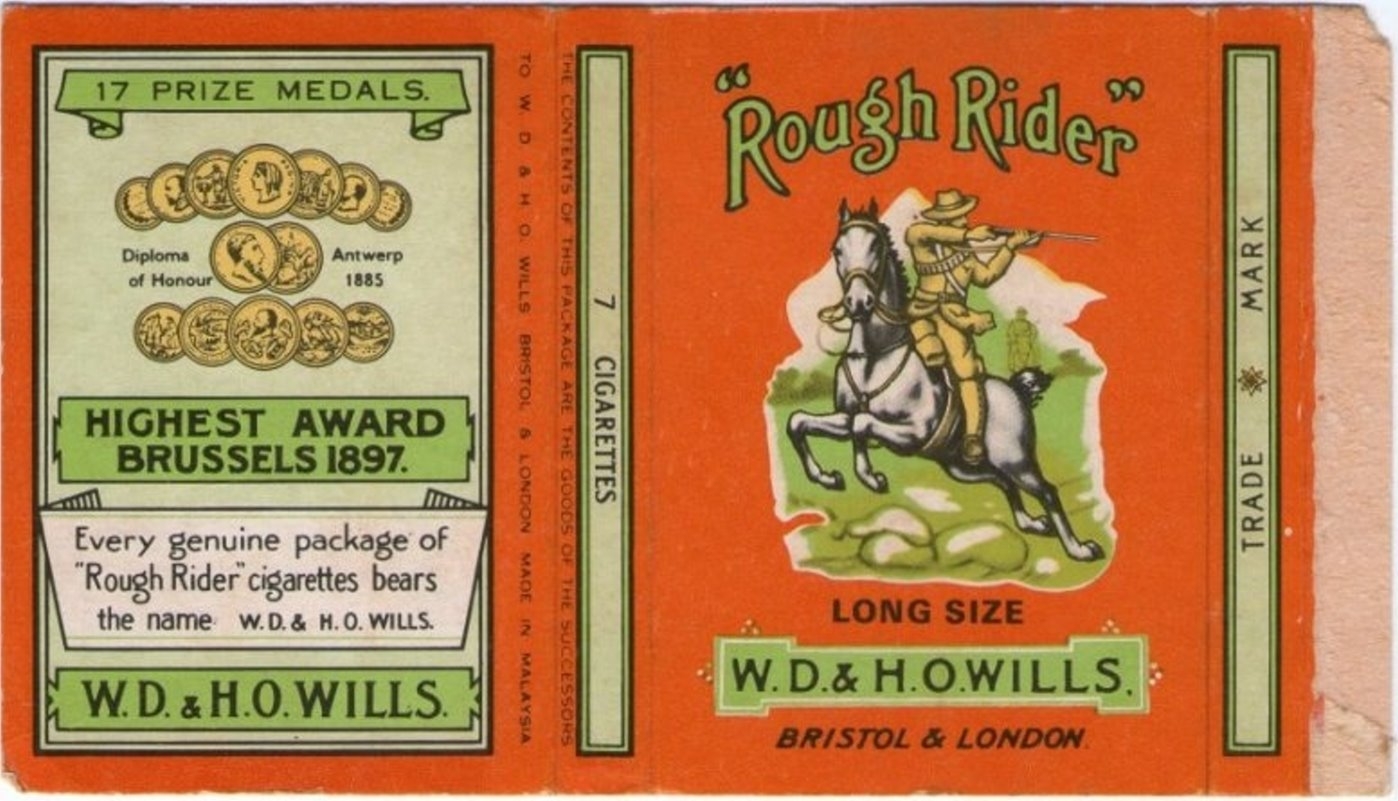 17 PRIZE MEDALS.
Diploma
of Honour
Antwerp
1885
HIGHEST AWARD
BRUSSELS 1897.
Every genuine package of
"Rough Rider" cigarettes bears
the name W.D. & H.O. WILLS.
W.D. & H.O. WILLS.
THE CONTENTS OF THIS PACKAGE ARE THE GOODS OF THE SUCCESSORS
TO W. D & H O. WILLS BRISTOL & LONDON MADE IN MALAYSIA
7 CIGARETTES
"Rough Rider"
LONG SIZE
W.D.& H.O.WILLS,
BRISTOL & LONDON.
TRADE MARK